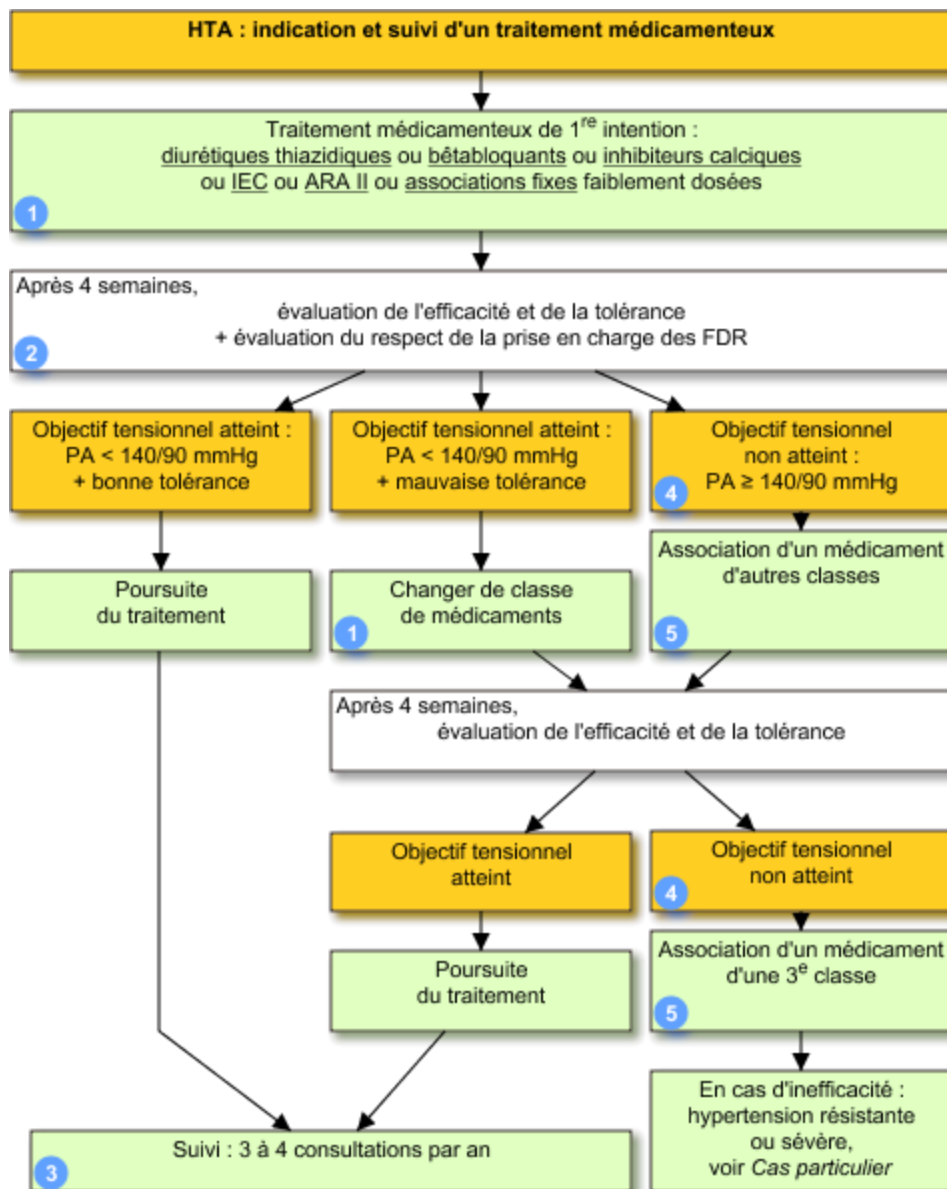 HTA : indication et suivi d'un traitement médicamenteux
Traitement médicamenteux de 1re intention :
diurétiques thiazidiques ou bêtabloquants ou inhibiteurs calciques
ou IEC ou ARA II ou associations fixes faiblement dosées
1
Après 4 semaines,
évaluation de l'efficacité et de la tolérance
+ évaluation du respect de la prise en charge des FDR
2
Objectif tensionnel atteint :
PA < 140/90 mmHg
+ bonne tolérance
Objectif tensionnel atteint :
PA < 140/90 mmHg
+ mauvaise tolérance
Objectif tensionnel
non atteint :
PA ≥ 140/90 mmHg
4
Poursuite
du traitement
Changer de classe
de médicaments
1
Association d'un médicament
d'autres classes
5
Après 4 semaines,
évaluation de l'efficacité et de la tolérance
Objectif tensionnel
atteint
Objectif tensionnel
non atteint
4
Poursuite
du traitement
Association d'un médicament
d'une 3e classe
5
Suivi : 3 à 4 consultations par an
3
En cas d'inefficacité :
hypertension résistante
ou sévère,
voir Cas particulier